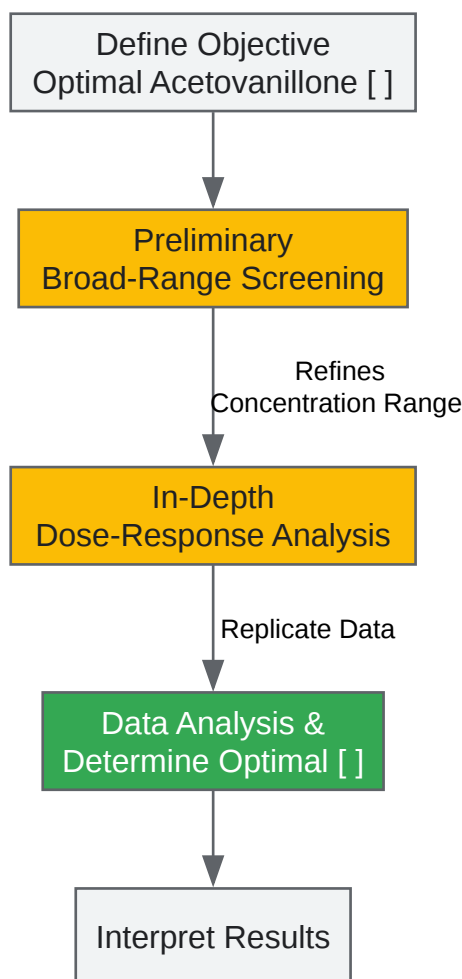 Define Objective
Optimal Acetovanillone [ ]
Preliminary
Broad-Range Screening
Refines
Concentration Range
In-Depth
Dose-Response Analysis
Replicate Data
Data Analysis &
Determine Optimal [ ]
Interpret Results